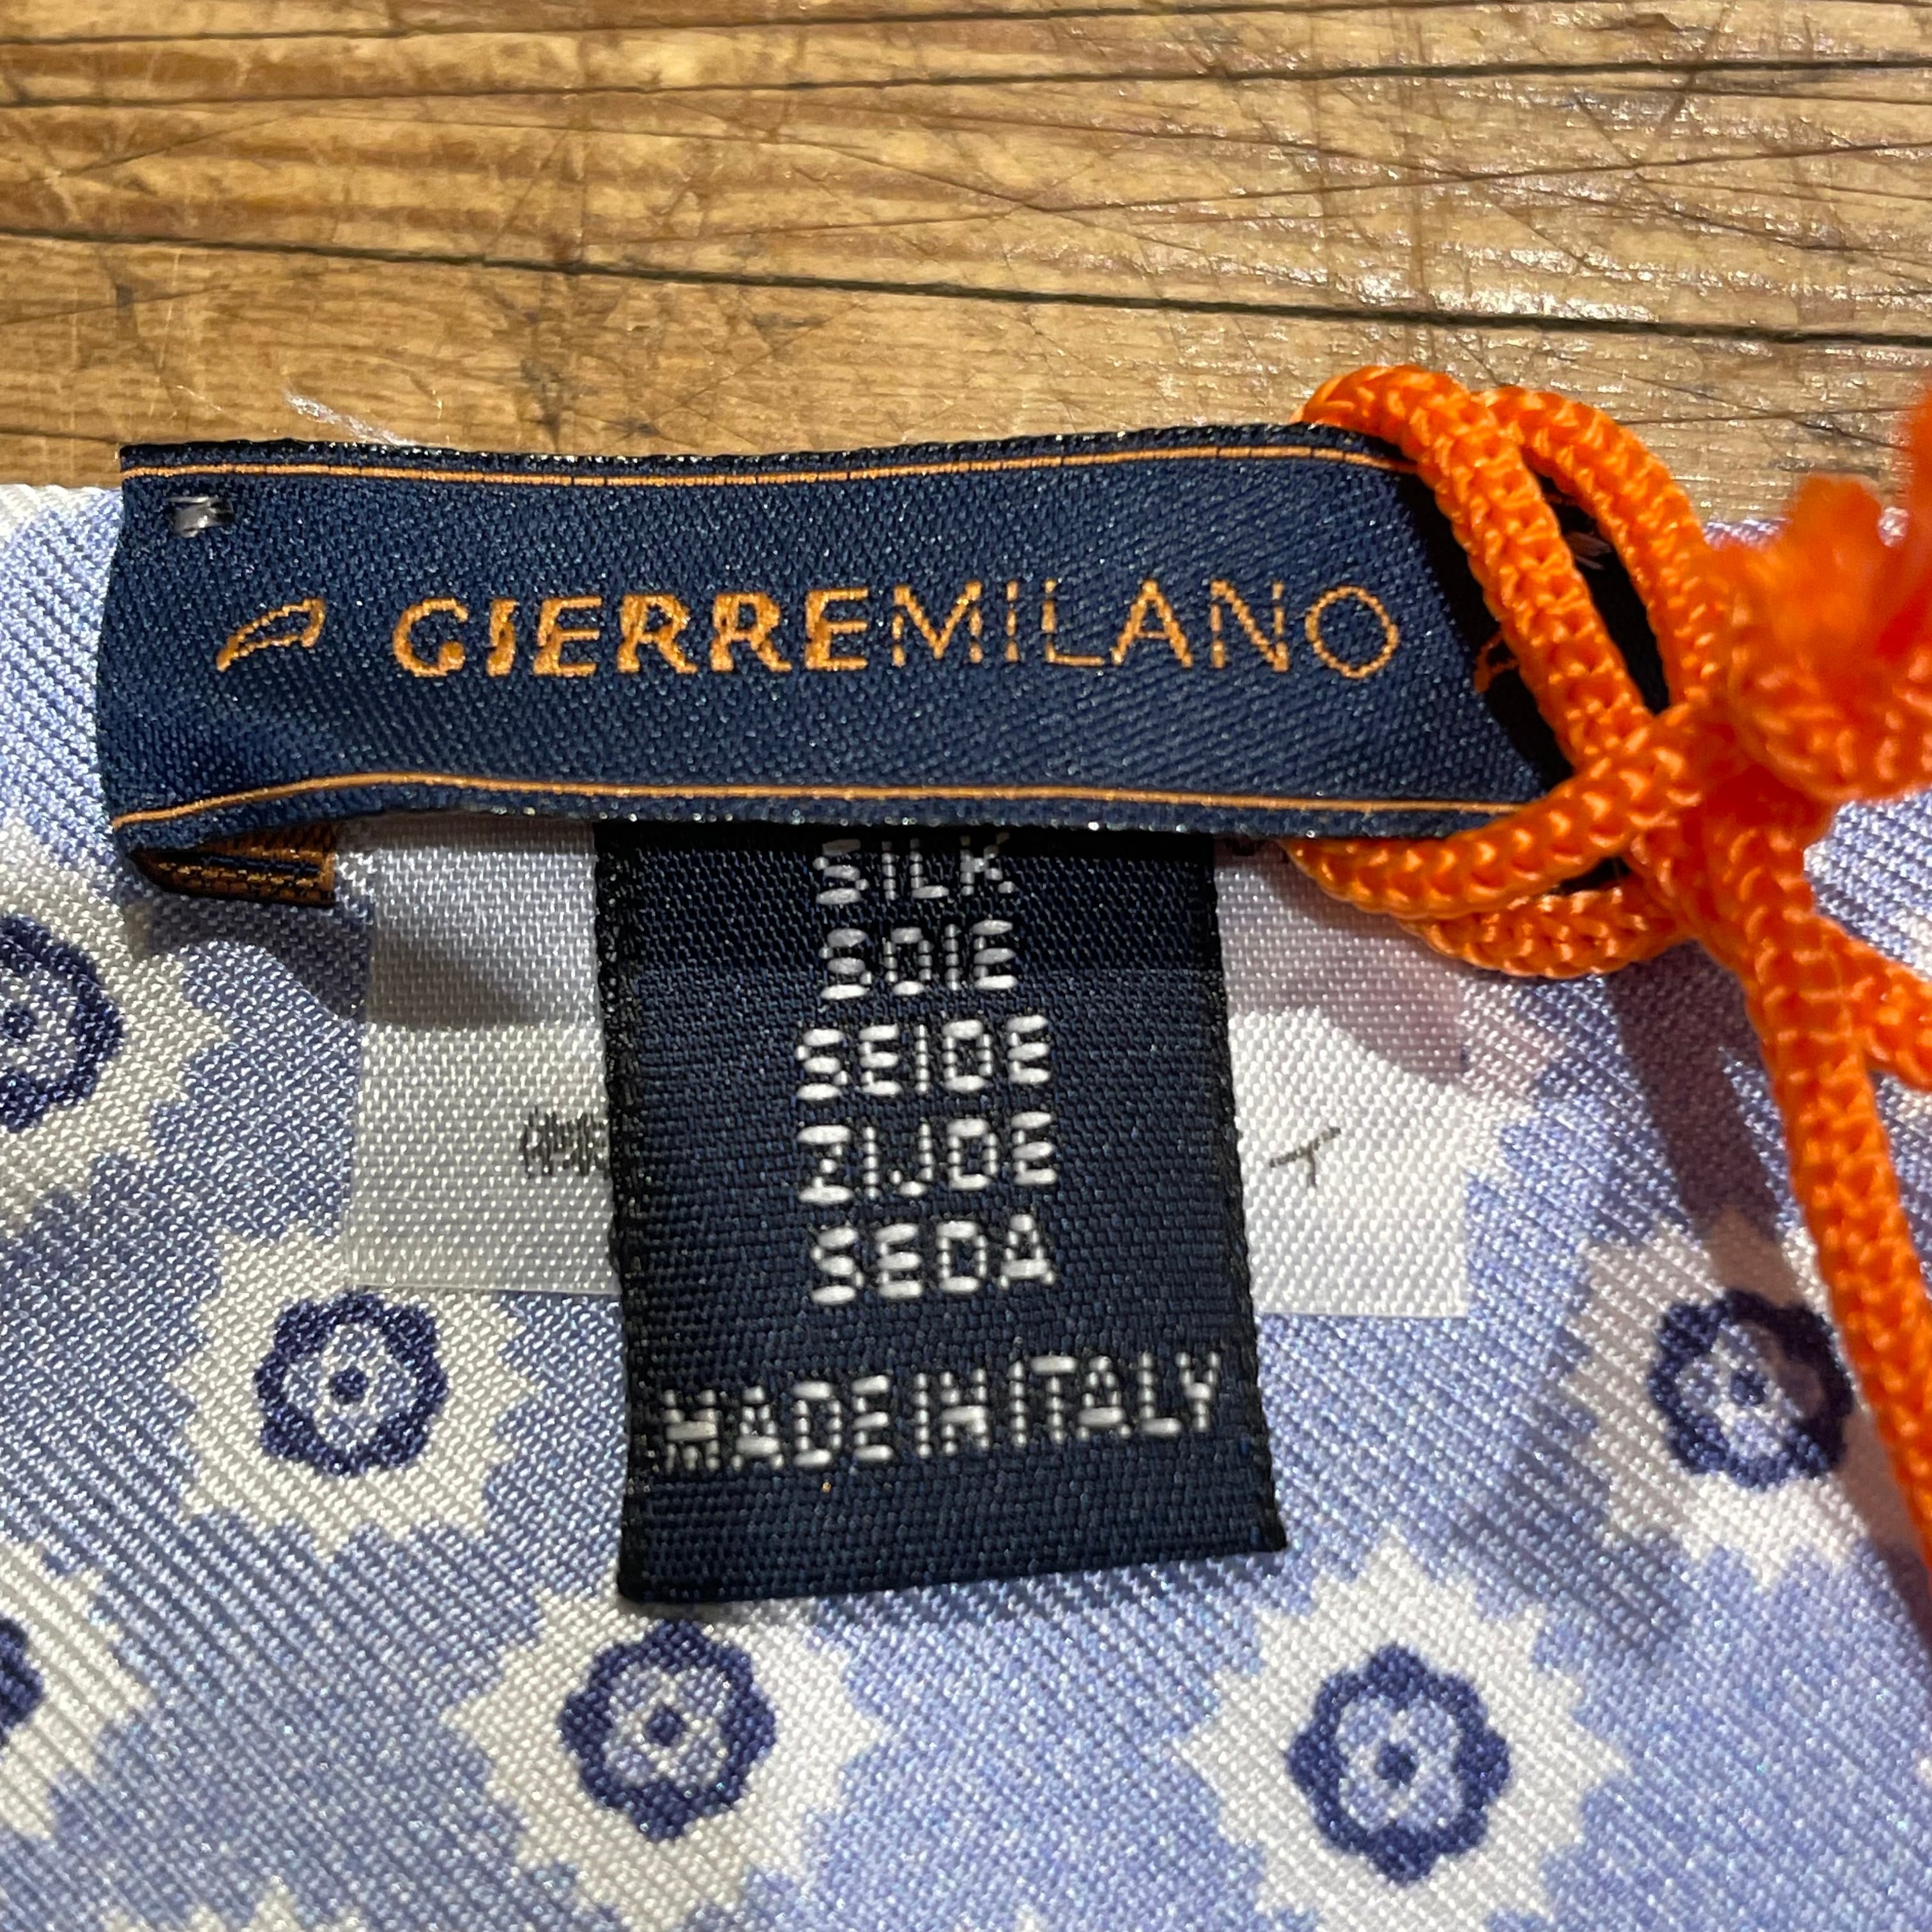 GIERREMILANO
SILK
SOIE
SEIDE
ZIJDE
SEDA
MADE IN ITALY